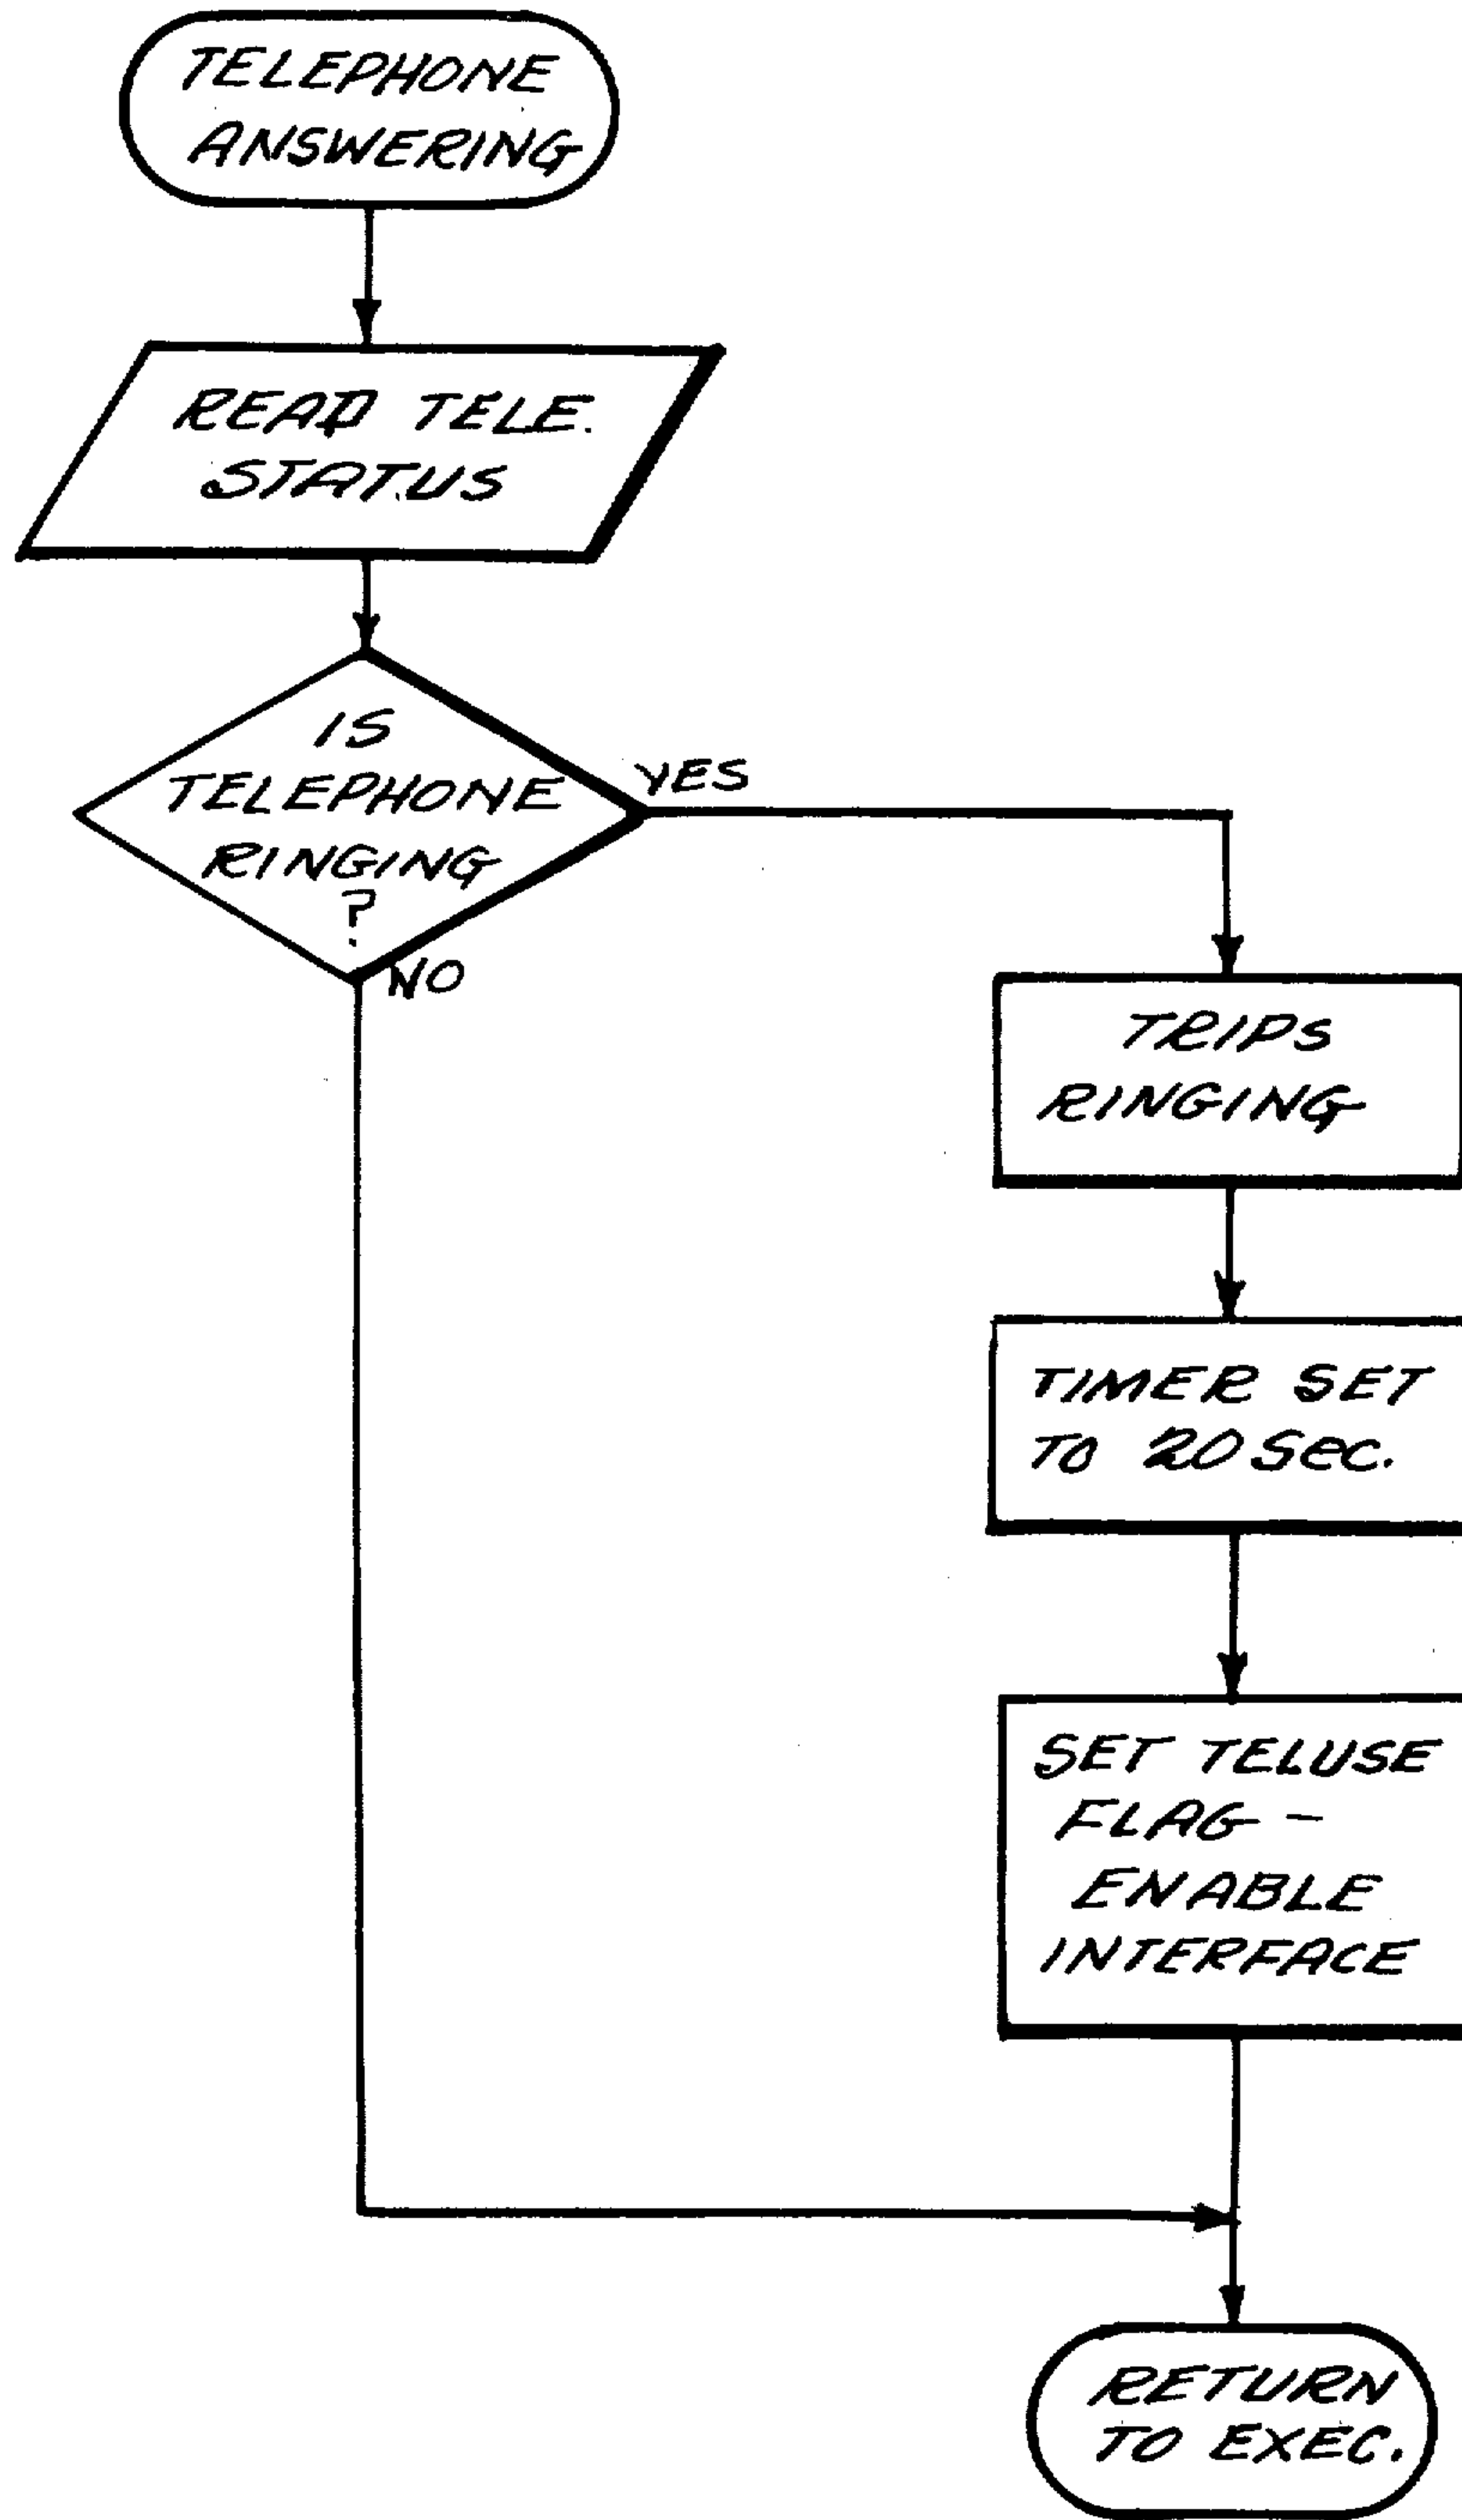 TELEPHONE
ANSWERING
READ TELE.
STATUS
IS
TELEPHONE
RINGING
?
YES
NO
TRIPS
RINGING
TIMER SET
TO 20 Sec.
SET TELUSE
FLAG -
ENABLE
INTERFACE
RETURN
TO EXEC.